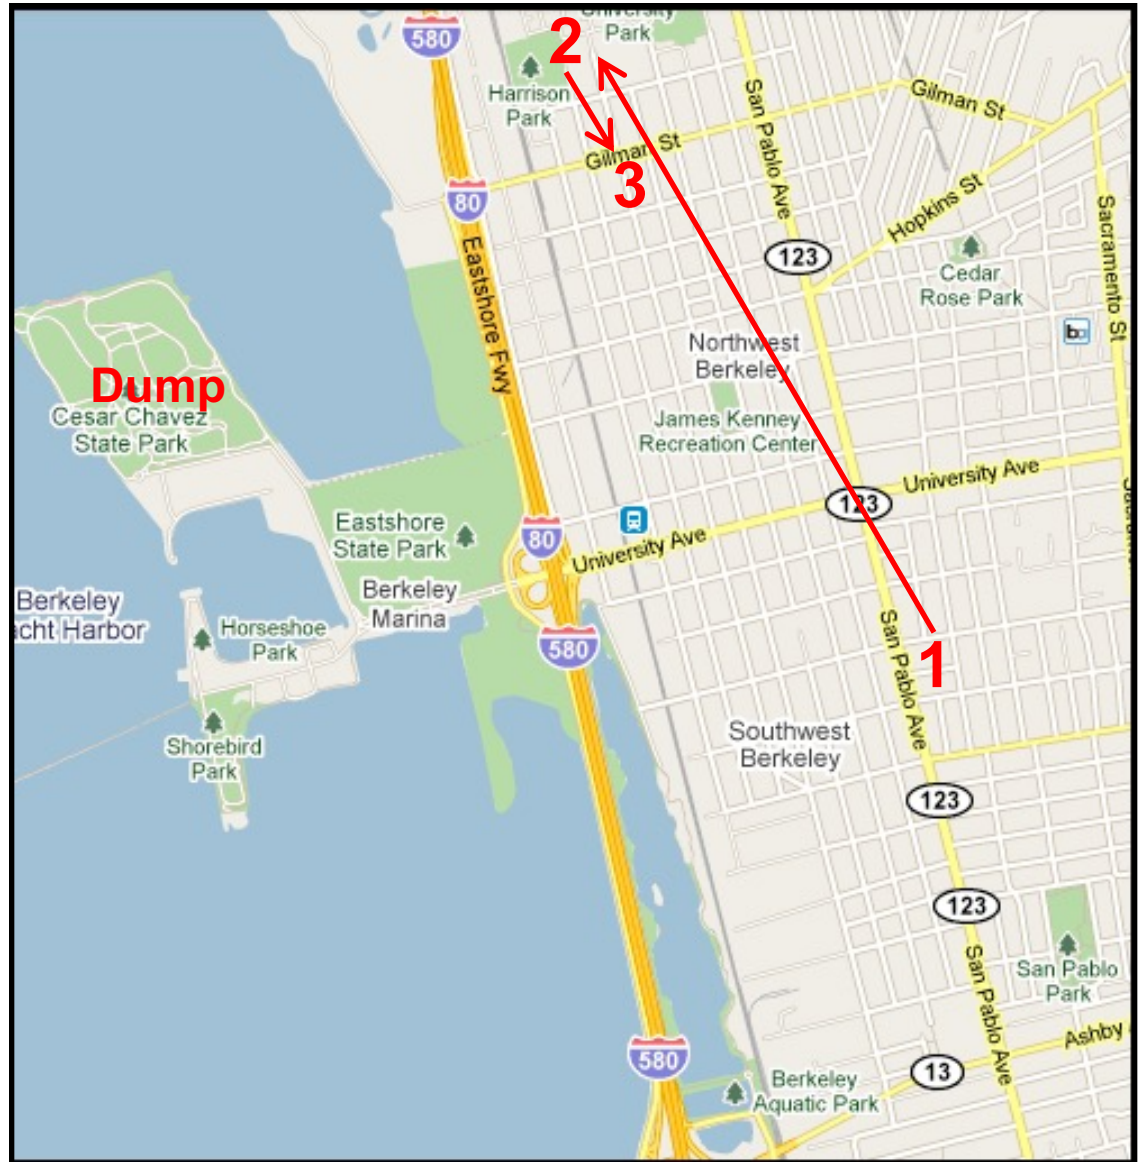 580
University
Park
2
Harrison
Park
San Pablo Ave
Gilman St
Gilman St
3
80
Hopkins St
Sacramento St
123
Cedar
Rose Park
Eastshore Fwy
Northwest
Berkeley
Dump
Cesar Chavez
State Park
James Kenney
Recreation Center
University Ave
123
Eastshore
State Park
80
University Ave
Berkeley
Marina
Berkeley
acht Harbor
Horseshoe
Park
580
San Pablo Ave
1
Shorebird
Park
Southwest
Berkeley
123
123
San Pablo
Park
San Pablo Ave
Ashby
580
13
Berkeley
Aquatic Park